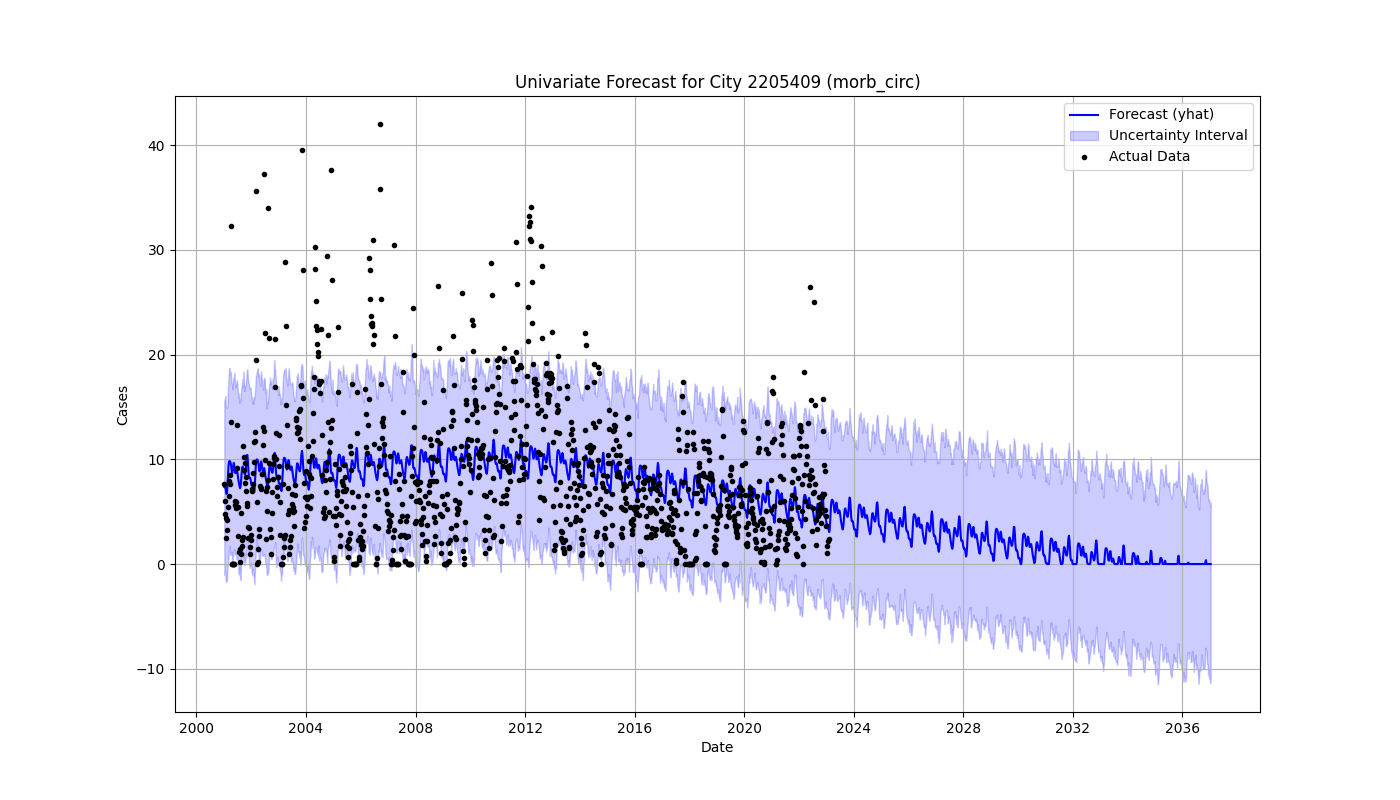 Univariate Forecast for City 2205409 (morb_circ)
Forecast (yhat)
Uncertainty Interval
Actual Data
Cases
40
30
20
10
0
−10
2000 2004 2008 2012 2016 2020 2024 2028 2032 2036
Date